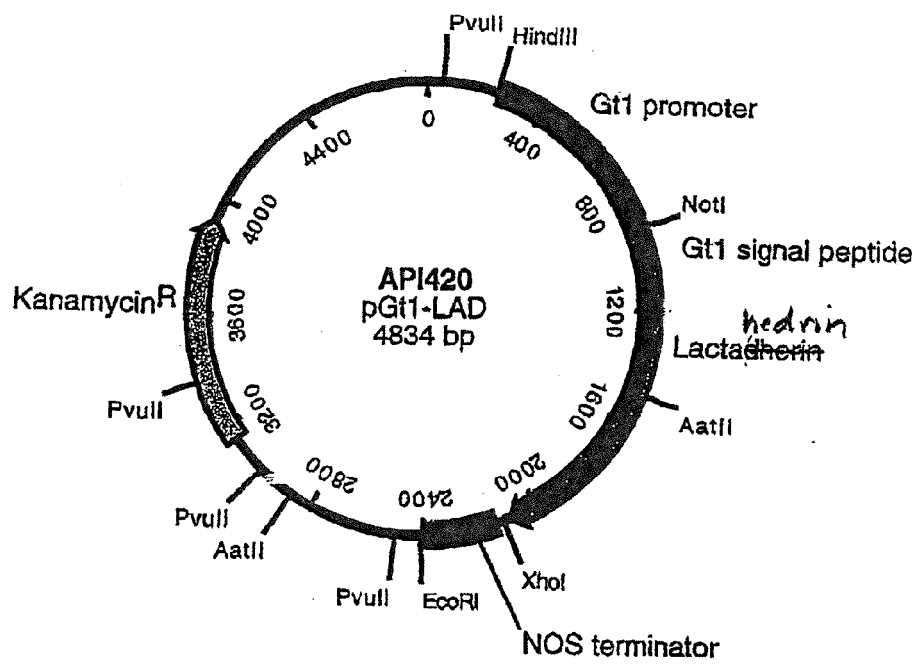 PvuII
HindIII
Gt1 promoter
0
400
4400
800
NotI
4000
Gt1 signal peptide
API420
pGt1-LAD
4834 bp
KanamycinR
3600
1200
hedrin
Lactadherin
1600
AatII
PvuII
3200
2000
2800
2400
PvuII
AatII
XhoI
PvuII
EcoRI
NOS terminator